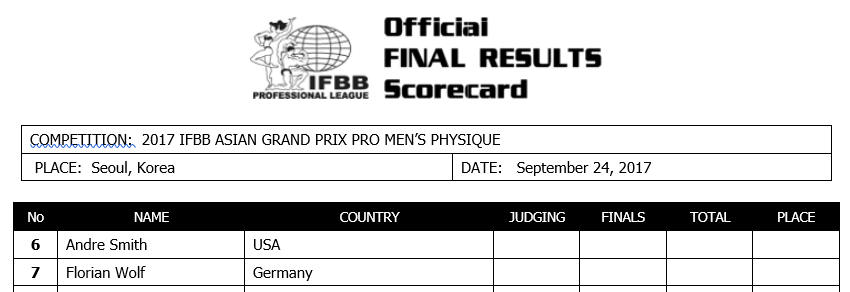 Official
FINAL RESULTS
Scorecard
IFBB
PROFESSIONAL LEAGUE
COMPETITION: 2017 IFBB ASIAN GRAND PRIX PRO MEN’S PHYSIQUE
PLACE: Seoul, Korea DATE: September 24, 2017
No NAME COUNTRY JUDGING FINALS TOTAL PLACE
6 Andre Smith USA
7 Florian Wolf Germany